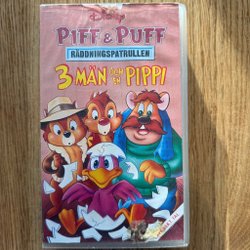 Disney
PIFF & PUFF
RÄDDNINGSPATRULLEN
3 MÄN OCH EN PIPPI